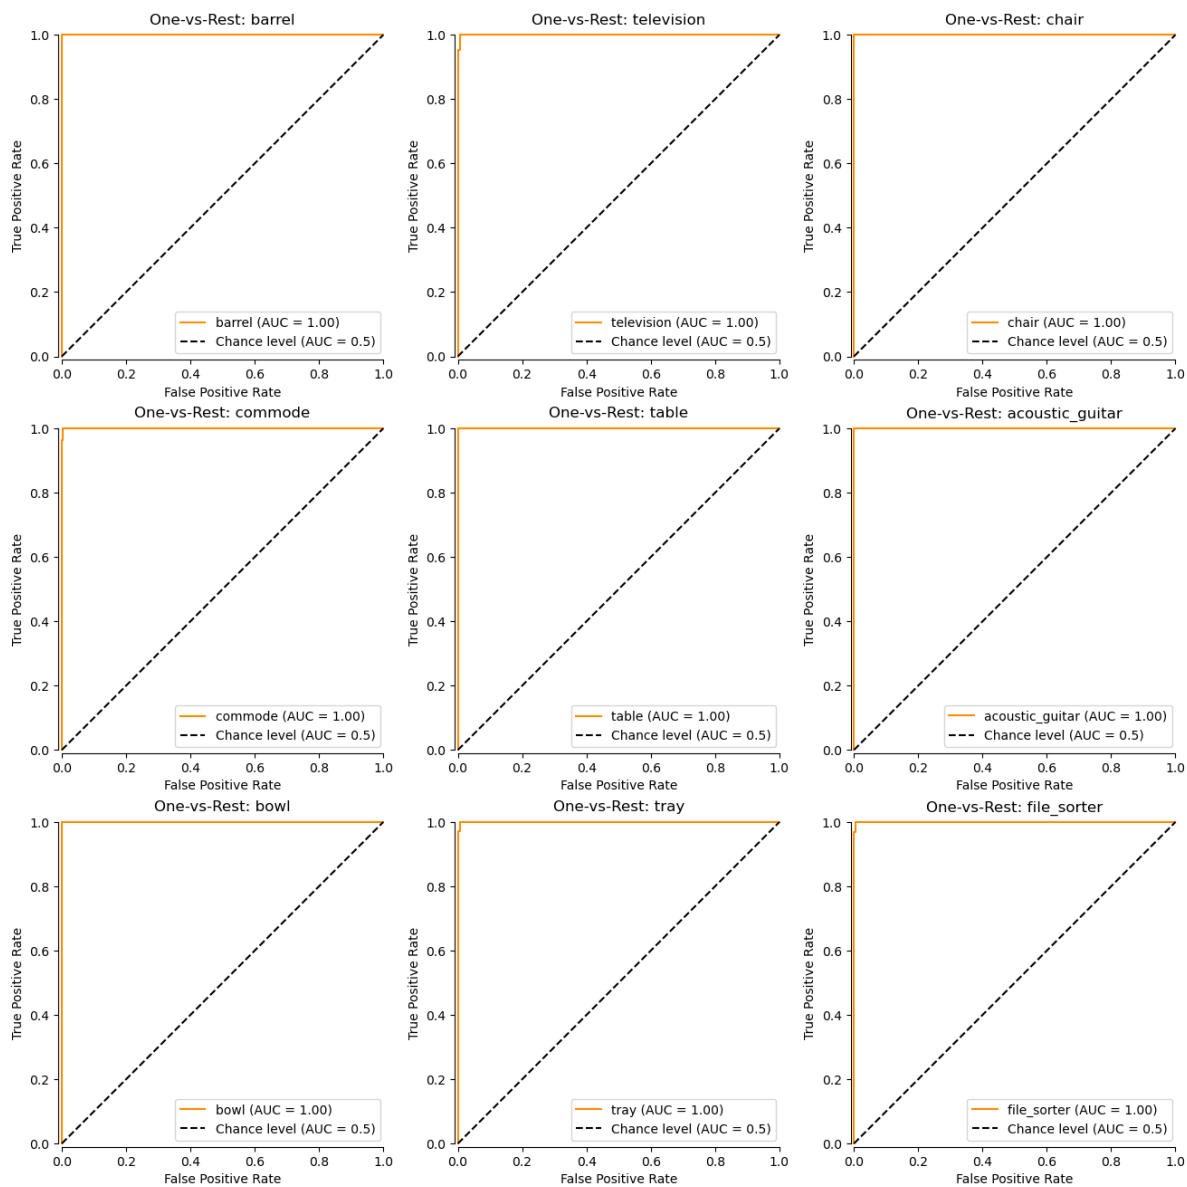 One-vs-Rest: barrel
True Positive Rate
1.0
0.8
0.6
0.4
0.2
0.0
barrel (AUC = 1.00)
Chance level (AUC = 0.5)
0.0 0.2 0.4 0.6 0.8 1.0
False Positive Rate
One-vs-Rest: television
True Positive Rate
1.0
0.8
0.6
0.4
0.2
0.0
television (AUC = 1.00)
Chance level (AUC = 0.5)
0.0 0.2 0.4 0.6 0.8 1.0
False Positive Rate
One-vs-Rest: chair
True Positive Rate
1.0
0.8
0.6
0.4
0.2
0.0
chair (AUC = 1.00)
Chance level (AUC = 0.5)
0.0 0.2 0.4 0.6 0.8 1.0
False Positive Rate
One-vs-Rest: commode
True Positive Rate
1.0
0.8
0.6
0.4
0.2
0.0
commode (AUC = 1.00)
Chance level (AUC = 0.5)
0.0 0.2 0.4 0.6 0.8 1.0
False Positive Rate
One-vs-Rest: table
True Positive Rate
1.0
0.8
0.6
0.4
0.2
0.0
table (AUC = 1.00)
Chance level (AUC = 0.5)
0.0 0.2 0.4 0.6 0.8 1.0
False Positive Rate
One-vs-Rest: acoustic_guitar
True Positive Rate
1.0
0.8
0.6
0.4
0.2
0.0
acoustic_guitar (AUC = 1.00)
Chance level (AUC = 0.5)
0.0 0.2 0.4 0.6 0.8 1.0
False Positive Rate
One-vs-Rest: bowl
True Positive Rate
1.0
0.8
0.6
0.4
0.2
0.0
bowl (AUC = 1.00)
Chance level (AUC = 0.5)
0.0 0.2 0.4 0.6 0.8 1.0
False Positive Rate
One-vs-Rest: tray
True Positive Rate
1.0
0.8
0.6
0.4
0.2
0.0
tray (AUC = 1.00)
Chance level (AUC = 0.5)
0.0 0.2 0.4 0.6 0.8 1.0
False Positive Rate
One-vs-Rest: file_sorter
True Positive Rate
1.0
0.8
0.6
0.4
0.2
0.0
file_sorter (AUC = 1.00)
Chance level (AUC = 0.5)
0.0 0.2 0.4 0.6 0.8 1.0
False Positive Rate